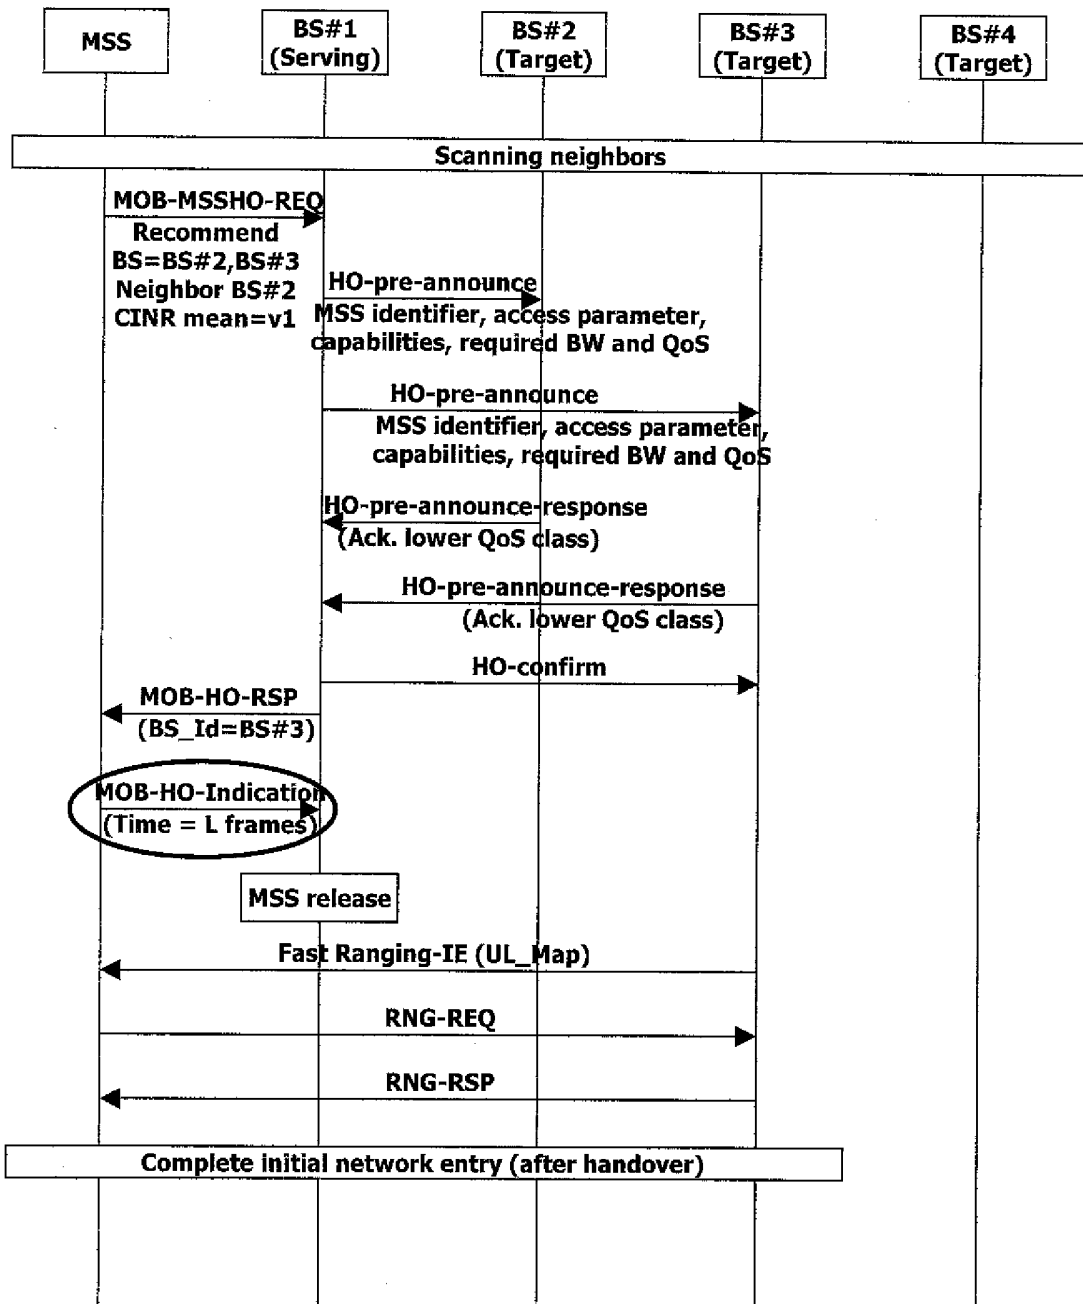 MSS
BS#1
(Serving)
BS#2
(Target)
BS#3
(Target)
BS#4
(Target)
Scanning neighbors
MOB-MSSHO-REQ
Recommend
BS=BS#2,BS#3
Neighbor BS#2
CINR mean=v1
HO-pre-announce
MSS identifier, access parameter,
capabilities, required BW and QoS
HO-pre-announce
MSS identifier, access parameter,
capabilities, required BW and QoS
HO-pre-announce-response
(Ack. lower QoS class)
HO-pre-announce-response
(Ack. lower QoS class)
HO-confirm
MOB-HO-RSP
(BS_Id=BS#3)
MOB-HO-Indication
(Time = L frames)
MSS release
Fast Ranging-IE (UL_Map)
RNG-REQ
RNG-RSP
Complete initial network entry (after handover)